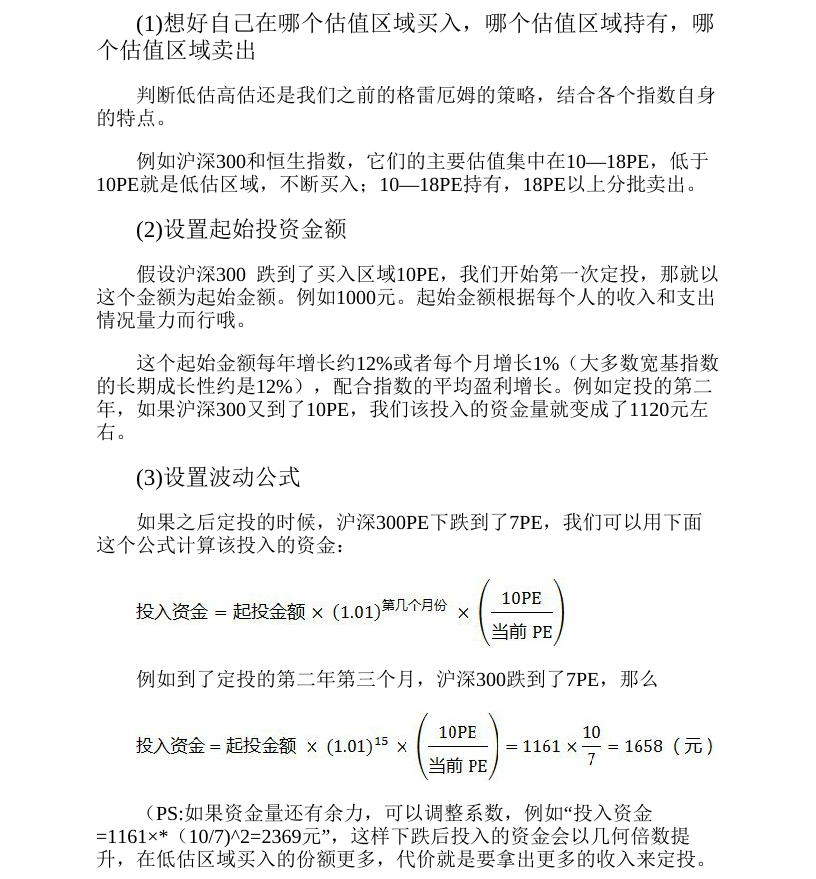 (1)想好自己在哪个估值区域买入，哪个估值区域持有，哪
个估值区域卖出
判断低估高估还是我们之前的格雷厄姆的策略，结合各个指数自身
的特点。
例如沪深300和恒生指数，它们的主要估值集中在10—18PE，低于
10PE就是低估区域，不断买入；10—18PE持有，18PE以上分批卖出。
(2)设置起始投资金额
假设沪深300 跌到了买入区域10PE，我们开始第一次定投，那就以
这个金额为起始金额。例如1000元。起始金额根据每个人的收入和支出
情况量力而行哦。
这个起始金额每年增长约12%或者每个月增长1%（大多数宽基指数
的长期成长性约是12%），配合指数的平均盈利增长。例如定投的第二
年，如果沪深300又到了10PE，我们该投入的资金量就变成了1120元左
右。
(3)设置波动公式
如果之后定投的时候，沪深300PE下跌到了7PE，我们可以用下面
这个公式计算该投入的资金：
投入资金 = 起投金额 × (1.01)^第几个月份 × (10PE/当前 PE)
例如到了定投的第二年第三个月，沪深300跌到了7PE，那么
投入资金 = 起投金额 × (1.01)^15 × (10PE/当前 PE) = 1161 × 10/7 = 1658（元）
（PS:如果资金量还有余力，可以调整系数，例如“投入资金
=1161×*（10/7)^2=2369元”，这样下跌后投入的资金会以几何倍数提
升，在低估区域买入的份额更多，代价就是要拿出更多的收入来定投。